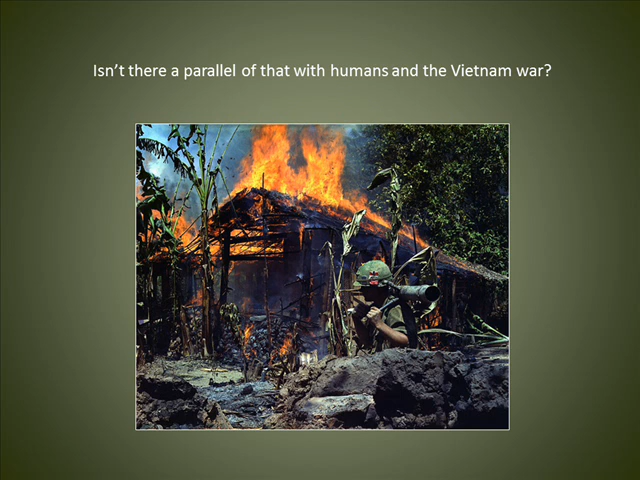 Isn’t there a parallel of that with humans and the Vietnam war?